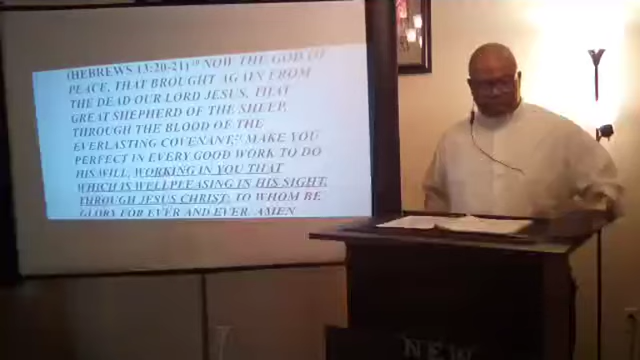 (HEBREWS 13:20-21) 20 NOW THE GOD OF
PEACE, THAT BROUGHT AGAIN FROM
THE DEAD OUR LORD JESUS, THAT
GREAT SHEPHERD OF THE SHEEP,
THROUGH THE BLOOD OF THE
EVERLASTING COVENANT, 21 MAKE YOU
PERFECT IN EVERY GOOD WORK TO DO
HIS WILL, WORKING IN YOU THAT
WHICH IS WELLPLEASING IN HIS SIGHT,
THROUGH JESUS CHRIST; TO WHOM BE
GLORY FOR EVER AND EVER. AMEN
NEW